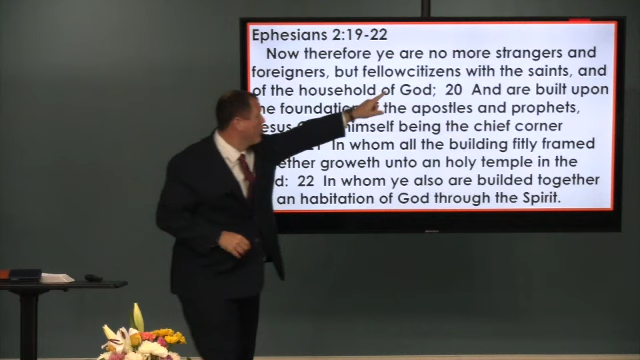 Ephesians 2:19-22
Now therefore ye are no more strangers and
foreigners, but fellowcitizens with the saints, and
of the household of God; 20 And are built upon
the foundation the apostles and prophets,
himself being the chief corner
In whom all the building fitly framed
groweth unto an holy temple in the
22 In whom ye also are builded together
an habitation of God through the Spirit.